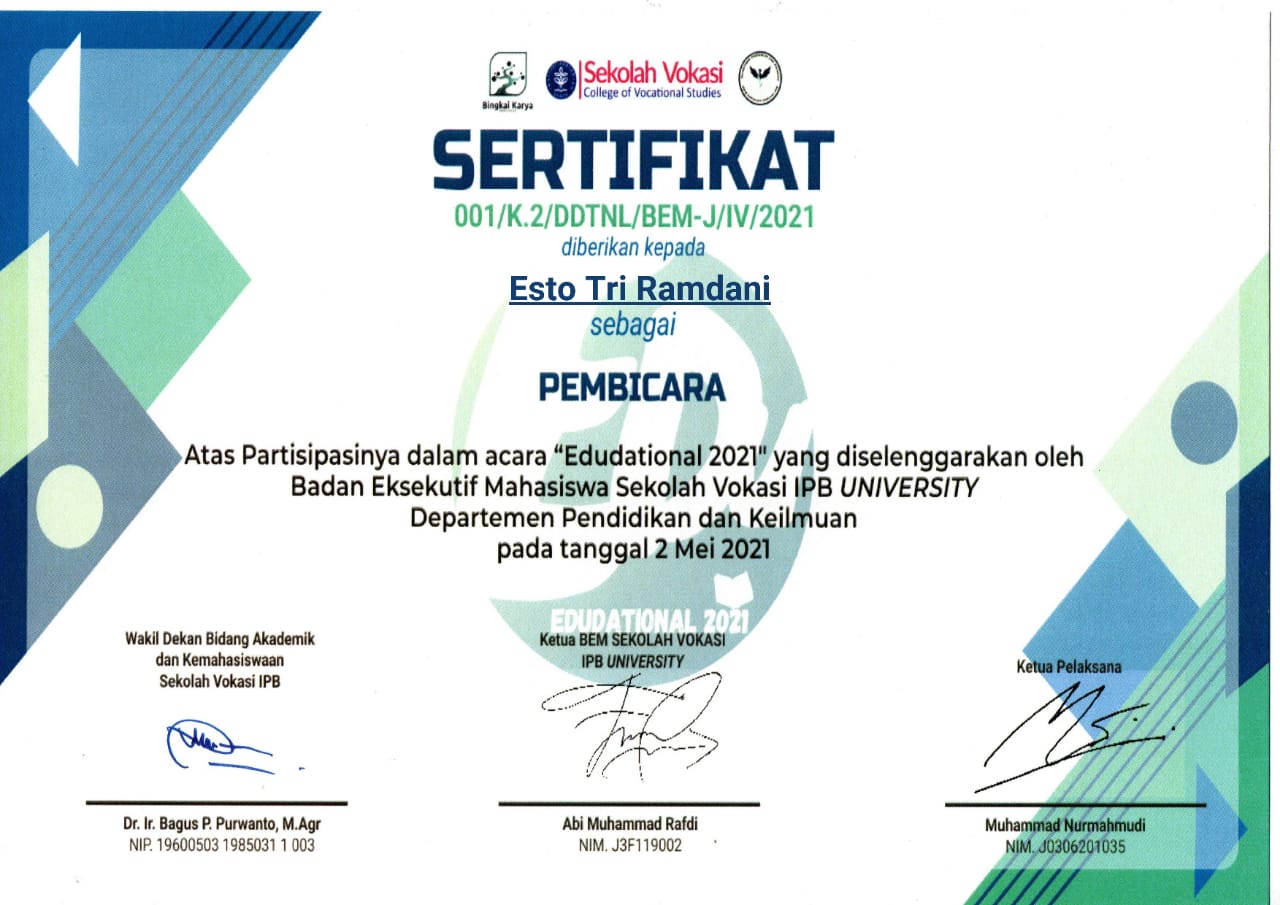 Bingkai Karya
Sekolah Vokasi
College of Vocational Studies
SERTIFIKAT
001/K.2/DDTNL/BEM-J/IV/2021
diberikan kepada
Esto Tri Ramdani
sebagai
PEMBICARA
Atas Partisipasinya dalam acara “Edudational 2021" yang diselenggarakan oleh
Badan Eksekutif Mahasiswa Sekolah Vokasi IPB UNIVERSITY
Departemen Pendidikan dan Keilmuan
pada tanggal 2 Mei 2021
EDUDATIONAL 2021
Wakil Dekan Bidang Akademik
dan Kemahasiswaan
Sekolah Vokasi IPB
Dr. Ir. Bagus P. Purwanto, M.Agr
NIP. 19600503 1985031 1 003
Ketua BEM SEKOLAH VOKASI
IPB UNIVERSITY
Abi Muhammad Rafdi
NIM. J3F119002
Ketua Pelaksana
Muhammad Nurmahmudi
NIM. J0306201035